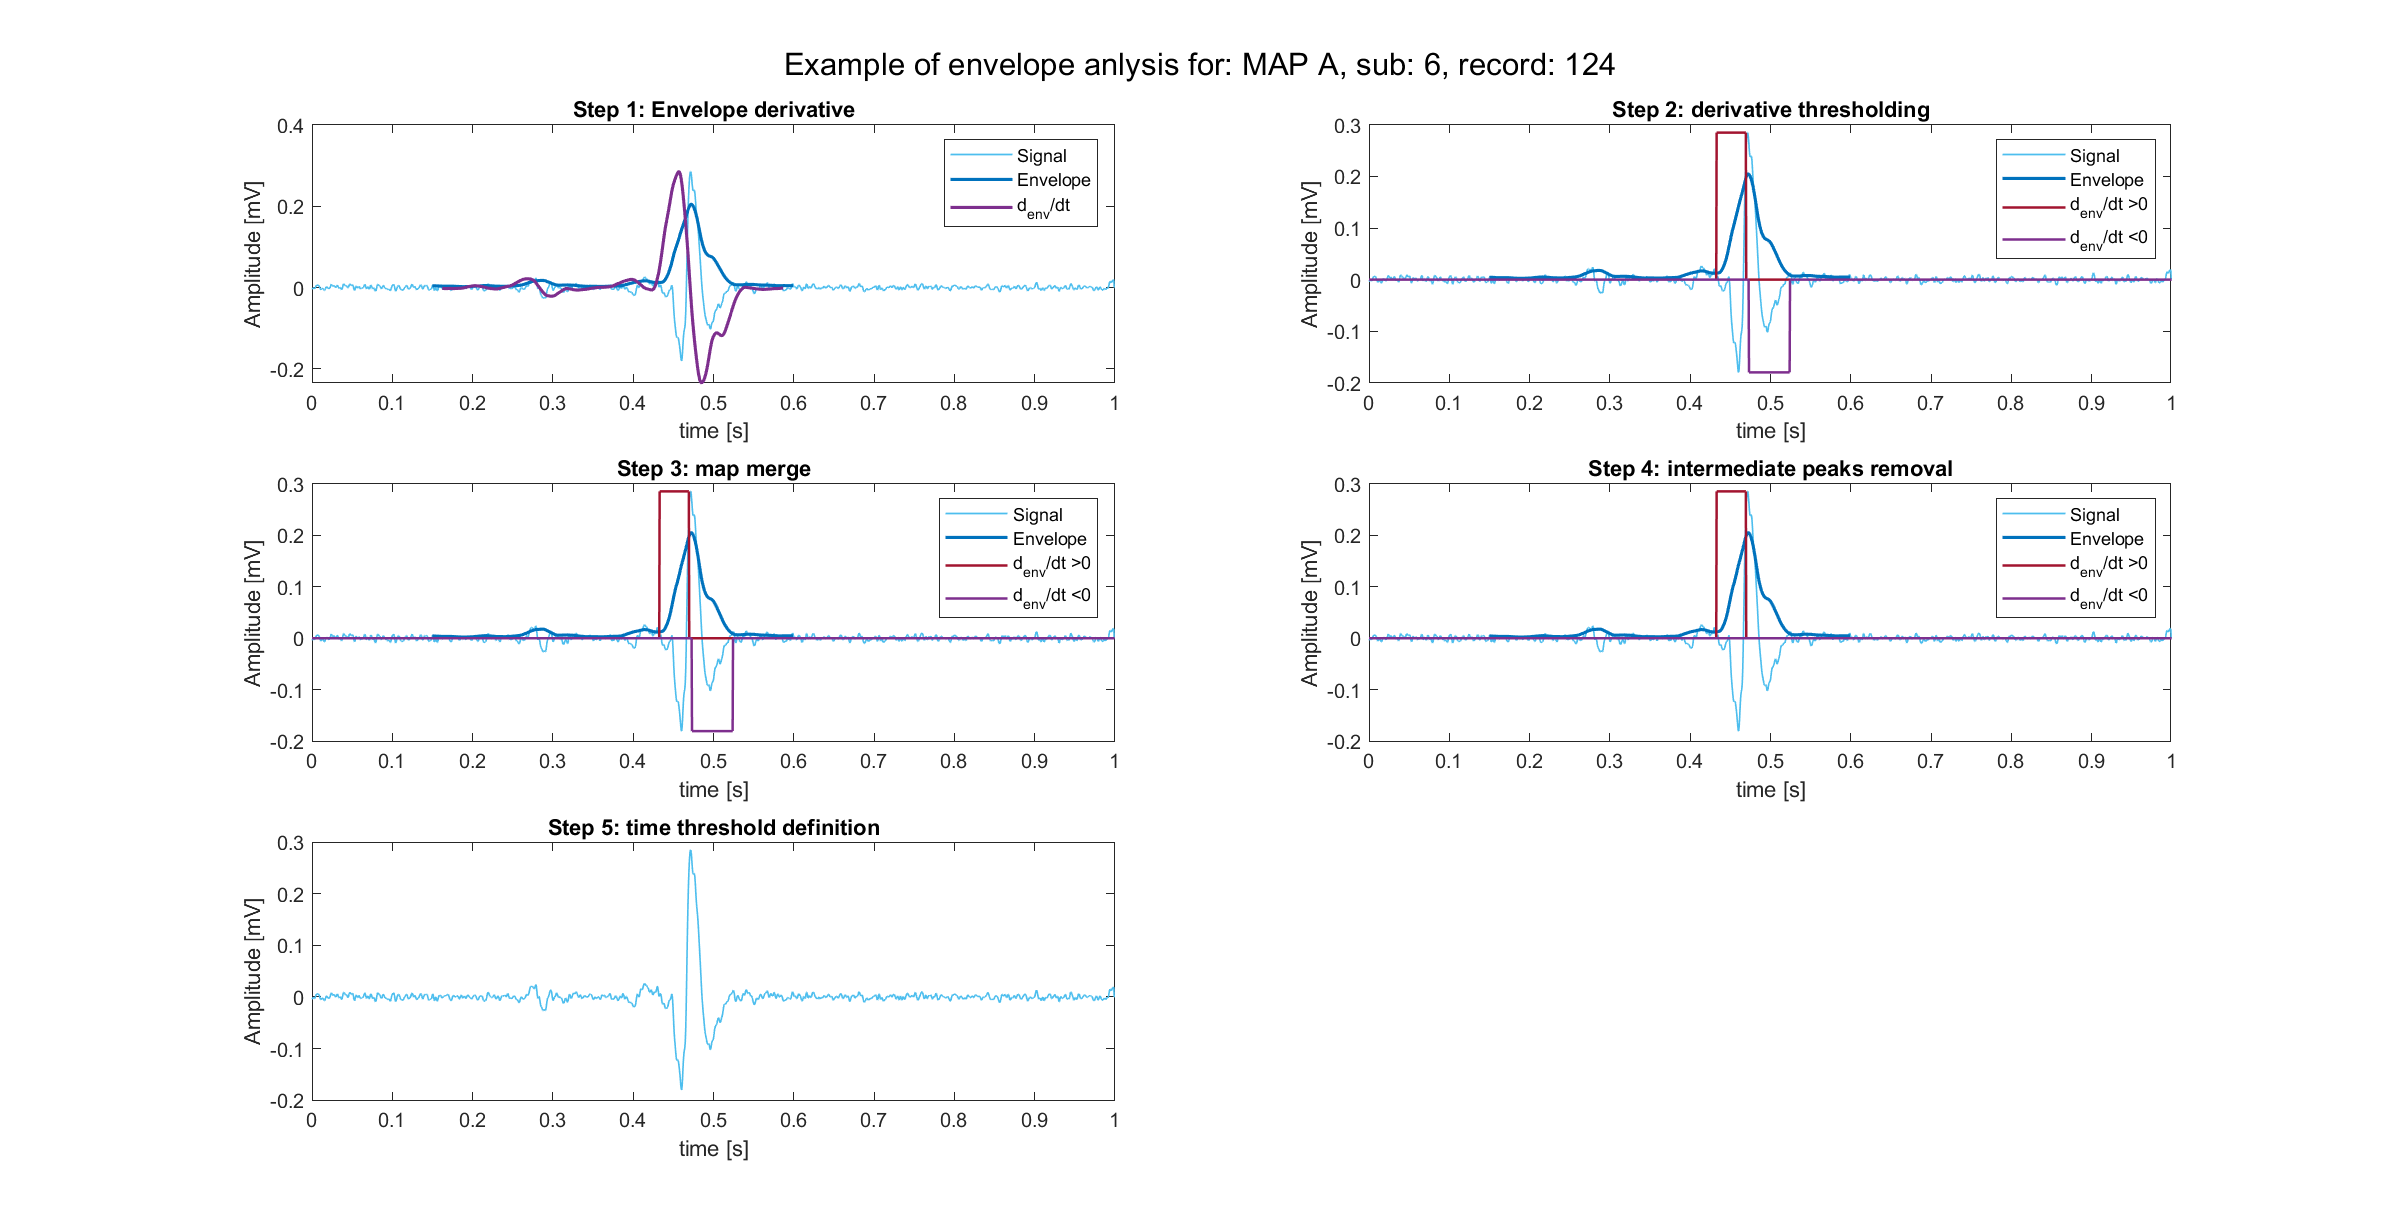 Example of envelope anlysis for: MAP A, sub: 6, record: 124
Step 1: Envelope derivative
0.4
0.2
0
-0.2
Amplitude [mV]
0 0.1 0.2 0.3 0.4 0.5 0.6 0.7 0.8 0.9 1
time [s]
Signal
Envelope
d_env/dt
Step 2: derivative thresholding
0.3
0.2
0.1
0
-0.1
-0.2
Amplitude [mV]
0 0.1 0.2 0.3 0.4 0.5 0.6 0.7 0.8 0.9 1
time [s]
Signal
Envelope
d_env/dt >0
d_env/dt <0
Step 3: map merge
0.3
0.2
0.1
0
-0.1
-0.2
Amplitude [mV]
0 0.1 0.2 0.3 0.4 0.5 0.6 0.7 0.8 0.9 1
time [s]
Signal
Envelope
d_env/dt >0
d_env/dt <0
Step 4: intermediate peaks removal
0.3
0.2
0.1
0
-0.1
-0.2
Amplitude [mV]
0 0.1 0.2 0.3 0.4 0.5 0.6 0.7 0.8 0.9 1
time [s]
Signal
Envelope
d_env/dt >0
d_env/dt <0
Step 5: time threshold definition
0.3
0.2
0.1
0
-0.1
-0.2
Amplitude [mV]
0 0.1 0.2 0.3 0.4 0.5 0.6 0.7 0.8 0.9 1
time [s]